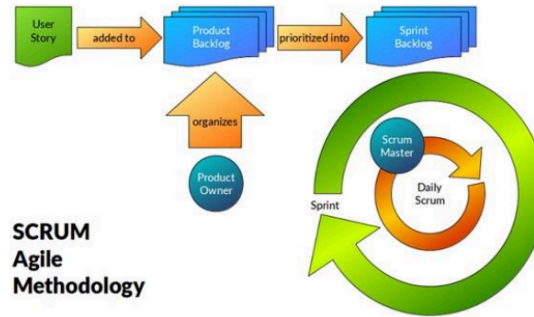 User
Story
added to
Product
Backlog
prioritized into
Sprint
Backlog
organizes
Product
Owner
Scrum
Master
Daily
Scrum
Sprint
SCRUM
Agile
Methodology